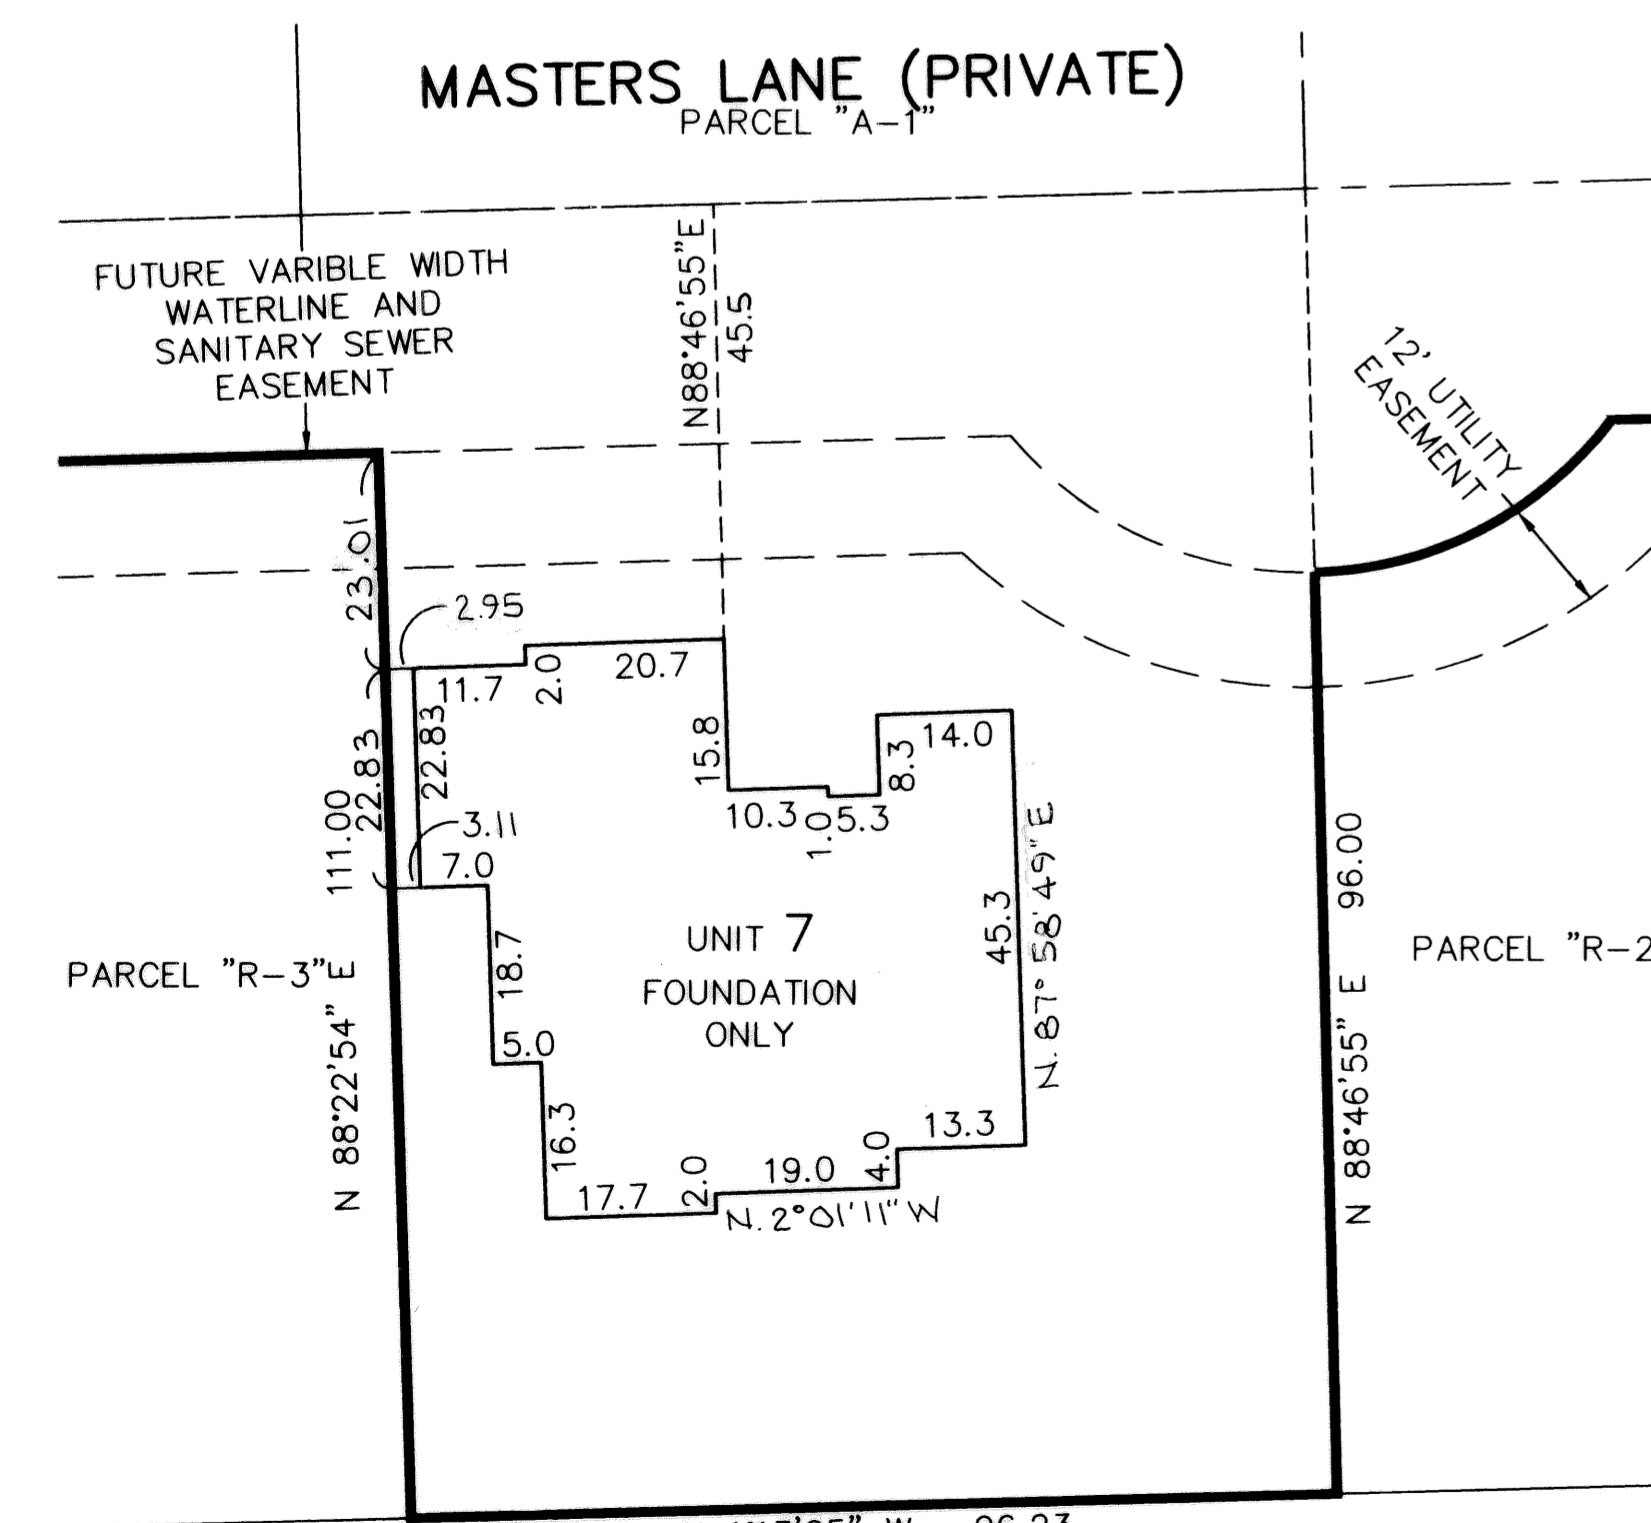 MASTERS LANE (PRIVATE)
PARCEL "A-1"
FUTURE VARIBLE WIDTH
WATERLINE AND
SANITARY SEWER
EASEMENT
N88°46'55"E
45.5
12' UTILITY
EASEMENT
23.01
2.95
11.7
2.0
20.7
22.83
22.83
111.00
15.8
14.0
8.3
10.3
1.0
5.3
3.11
7.0
45.3
N. 87° 58' 49" E
96.00
UNIT 7
FOUNDATION
ONLY
18.7
PARCEL "R-3"
N 88°22'54" E
PARCEL "R-2
N 88°46'55" E
5.0
16.3
13.3
4.0
19.0
2.0
17.7
N. 2°01'11" W
W